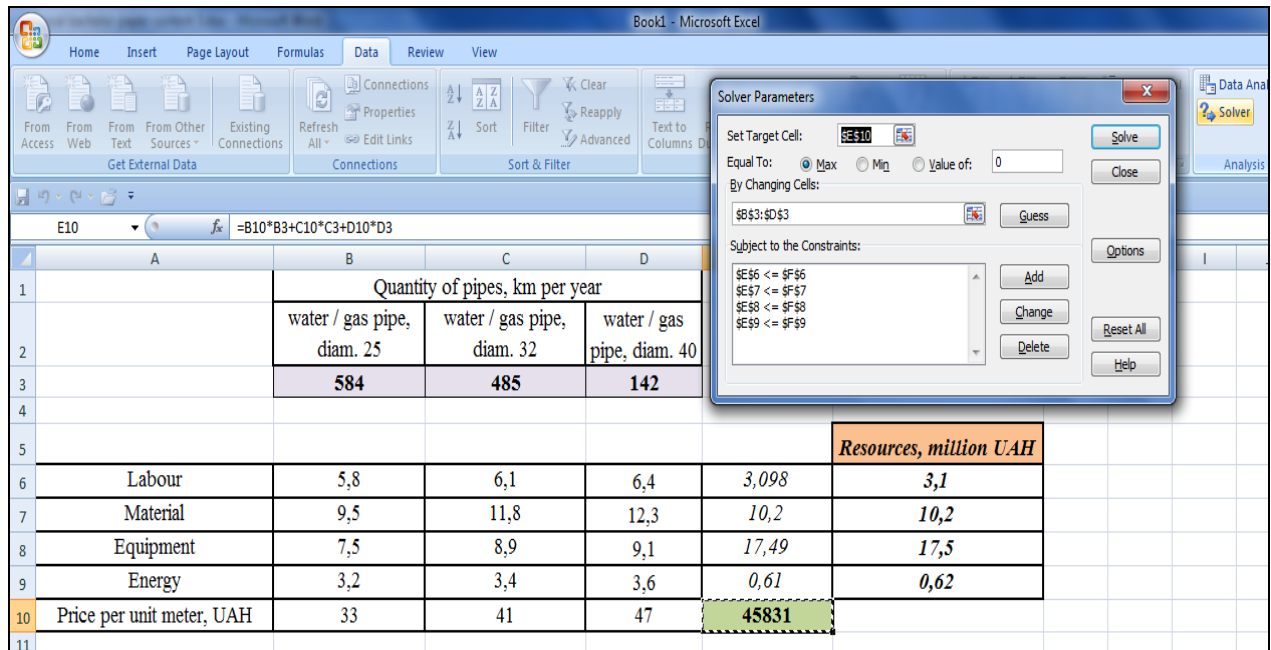 Book1 - Microsoft Excel
Home Insert Page Layout Formulas Data Review View
From Access
From Web
From Text
From Other Sources
Existing Connections
Get External Data
Refresh All
Connections
Properties
Edit Links
Connections
Sort
Filter
Clear
Reapply
Advanced
Sort & Filter
Text to Columns
Data Anal
Solver
Analysis
Solver Parameters
Set Target Cell: $E$10
Equal To: Max Min Value of: 0
By Changing Cells:
$B$3:$D$3
Subject to the Constraints:
$E$6 <= $F$6
$E$7 <= $F$7
$E$8 <= $F$8
$E$9 <= $F$9
Solve
Close
Guess
Options
Add
Change
Delete
Reset All
Help
E10 fx =B10*B3+C10*C3+D10*D3
A B C D I
1 Quantity of pipes, km per year
2 water / gas pipe, diam. 25 water / gas pipe, diam. 32 water / gas pipe, diam. 40
3 584 485 142
4
5 Resources, million UAH
6 Labour 5,8 6,1 6,4 3,098 3,1
7 Material 9,5 11,8 12,3 10,2 10,2
8 Equipment 7,5 8,9 9,1 17,49 17,5
9 Energy 3,2 3,4 3,6 0,61 0,62
10 Price per unit meter, UAH 33 41 47 45831
11